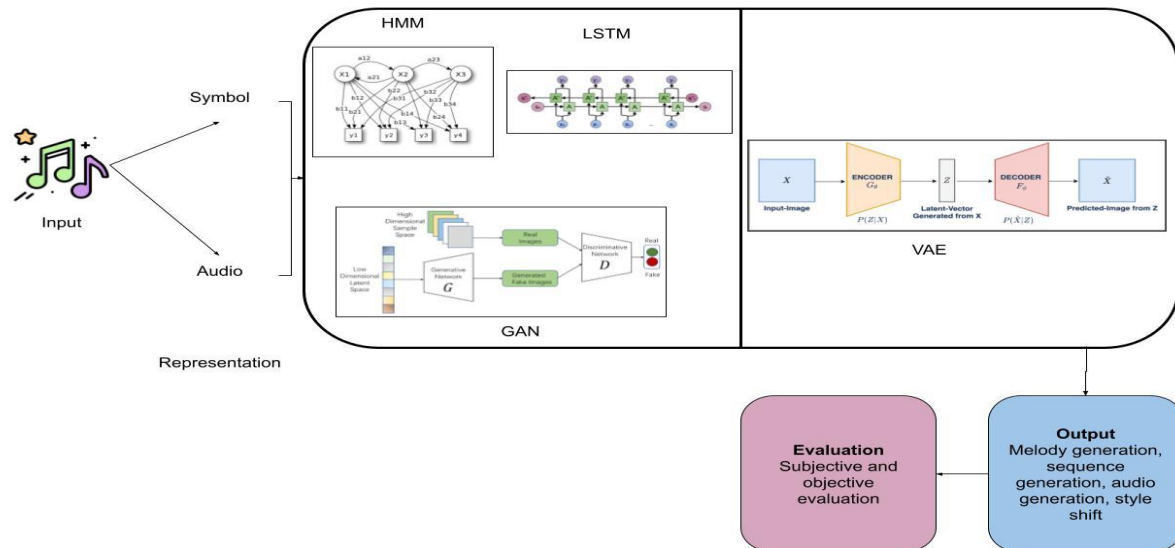 HMM
LSTM
a12
a23
X1
X2
X3
a21
b22
b12
b31
b32
b33
b34
b11
b21
b14
b24
b13
y1
y2
y3
y4
Symbol
Input
Audio
Representation
X
ENCODER
Gθ
Z
DECODER
X̂
Input-Image
Latent-Vector
Generated from X
Predicted-Image from Z
P(Z|X)
P(X̂|Z)
VAE
High
Dimensional
Sample
Space
Real
Images
Discriminative
Network
D
Real
Fake
Low
Dimensional
Latent
Space
Generative
Network
G
Generated
Fake Images
GAN
Evaluation
Subjective and
objective
evaluation
Output
Melody generation,
sequence
generation, audio
generation, style
shift